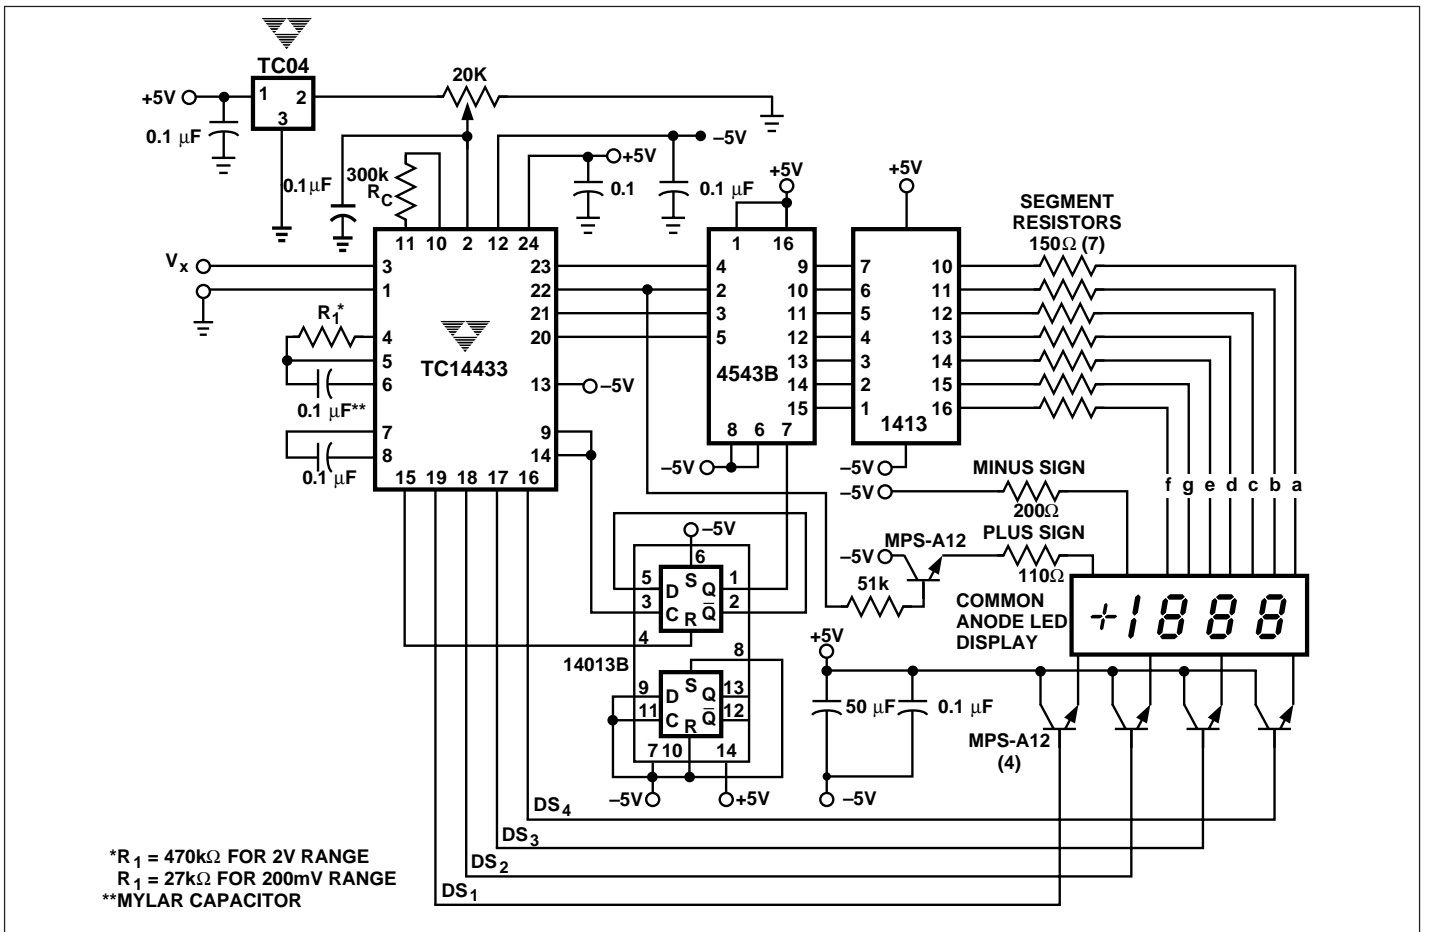 TC04
+5V
1 2
3
0.1 µF
20K
–5V
+5V
0.1
0.1 µF
300k
R C
0.1µF
11 10 2 12 24
V x
3
1
R 1 *
4
5
6
0.1 µF**
7
8
0.1 µF
TC14433
23
22
21
20
13
–5V
9
14
15 19 18 17 16
+5V
1 16
4
2
3
5
4543B
9
10
11
12
13
14
15
8 6 7
–5V
+5V
7
6
5
4
3
2
1
1413
10
11
12
13
14
15
16
–5V
SEGMENT
RESISTORS
150Ω (7)
MINUS SIGN
–5V
200Ω
f g e d c b a
MPS-A12
PLUS SIGN
–5V
110Ω
51k
COMMON
ANODE LED
DISPLAY
+1888
–5V
6
5 D S Q 1
3 C R Q̅ 2
4
14013B
8
9 D S Q 13
11 C R Q̅ 12
7 10 14
–5V
+5V
+5V
50 µF
0.1 µF
–5V
MPS-A12
(4)
DS4
DS3
DS2
DS1
*R 1 = 470kΩ FOR 2V RANGE
R 1 = 27kΩ FOR 200mV RANGE
**MYLAR CAPACITOR